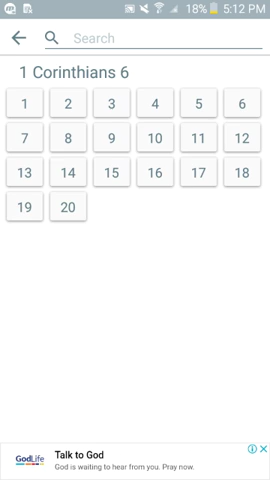 18% 5:12 PM
Search
1 Corinthians 6
1 2 3 4 5 6
7 8 9 10 11 12
13 14 15 16 17 18
19 20
GodLife
Talk to God
God is waiting to hear from you. Pray now.